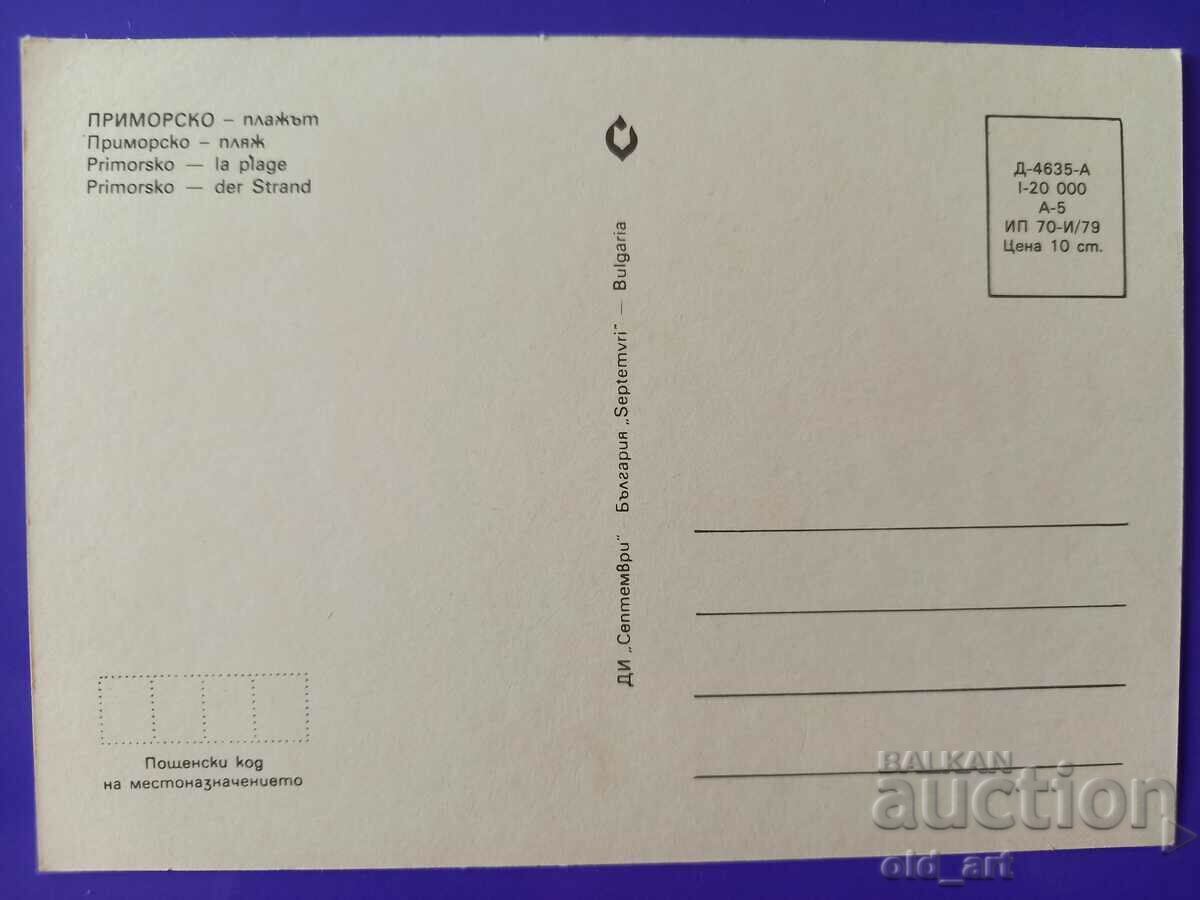 ПРИМОРСКО – плажът
Приморско – пляж
Primorsko — la plage
Primorsko — der Strand
Д-4635-А
I-20 000
А-5
ИП 70-И/79
Цена 10 ст.
ДИ „Септември" България „Septemvri" — Bulgaria
Пощенски код
на местоназначението
BALKAN
auction
old_art